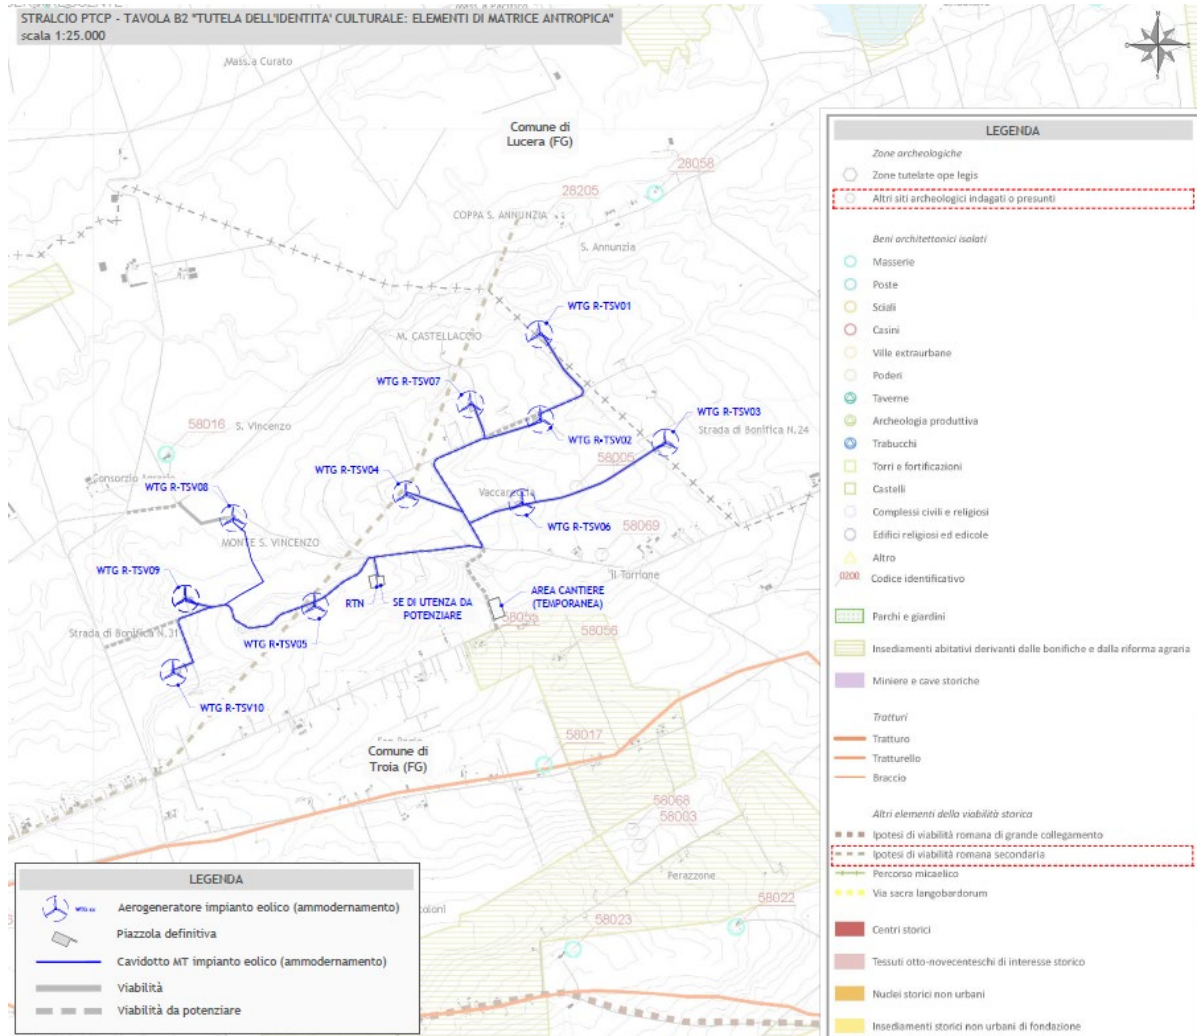 STRALCIO PTCP - TAVOLA B2 "TUTELA DELL'IDENTITA' CULTURALE: ELEMENTI DI MATRICE ANTROPICA"
scala 1:25.000
Mass.a Curato
Comune di
Lucera (FG)
28058
28205
COPPA S. ANNUNZIA
S. Annunzia
WTG R-TSV01
M. CASTELLACCIO
WTG R-TSV07
WTG R-TSV03
58016
S. Vincenzo
Strada di Bonifica N.24
WTG R-TSV02
58005
WTG R-TSV04
Consorzio
WTG R-TSV08
Vaccareccia
WTG R-TSV06
58069
MONTE S. VINCENZO
WTG R-TSV09
il Torrione
RTN
SE DI UTENZA DA
POTENZIARE
AREA CANTIERE
(TEMPORANEA)
58056
Strada di Bonifica N.31
WTG R-TSV05
WTG R-TSV10
58017
Comune di
Troia (FG)
58068
58003
Perazzone
58022
58023
LEGENDA
WTG xx
Aerogeneratore impianto eolico (ammodernamento)
Piazzola definitiva
Cavidotto MT impianto eolico (ammodernamento)
Viabilità
Viabilità da potenziare
LEGENDA
Zone archeologiche
Zone tutelate ope legis
Altri siti archeologici indagati o presunti
Beni architettonici isolati
Masserie
Poste
Sciali
Casini
Ville extraurbane
Poderi
Taverne
Archeologia produttiva
Trabucchi
Torri e fortificazioni
Castelli
Complessi civili e religiosi
Edifici religiosi ed edicole
Altro
0200 Codice identificativo
Parchi e giardini
Insediamenti abitativi derivanti dalle bonifiche e dalla riforma agraria
Miniere e cave storiche
Tratturi
Tratturo
Tratturello
Braccio
Altri elementi della viabilità storica
Ipotesi di viabilità romana di grande collegamento
Ipotesi di viabilità romana secondaria
Percorso micaelico
Via sacra langobardorum
Centri storici
Tessuti otto-novecenteschi di interesse storico
Nuclei storici non urbani
Insediamenti storici non urbani di fondazione